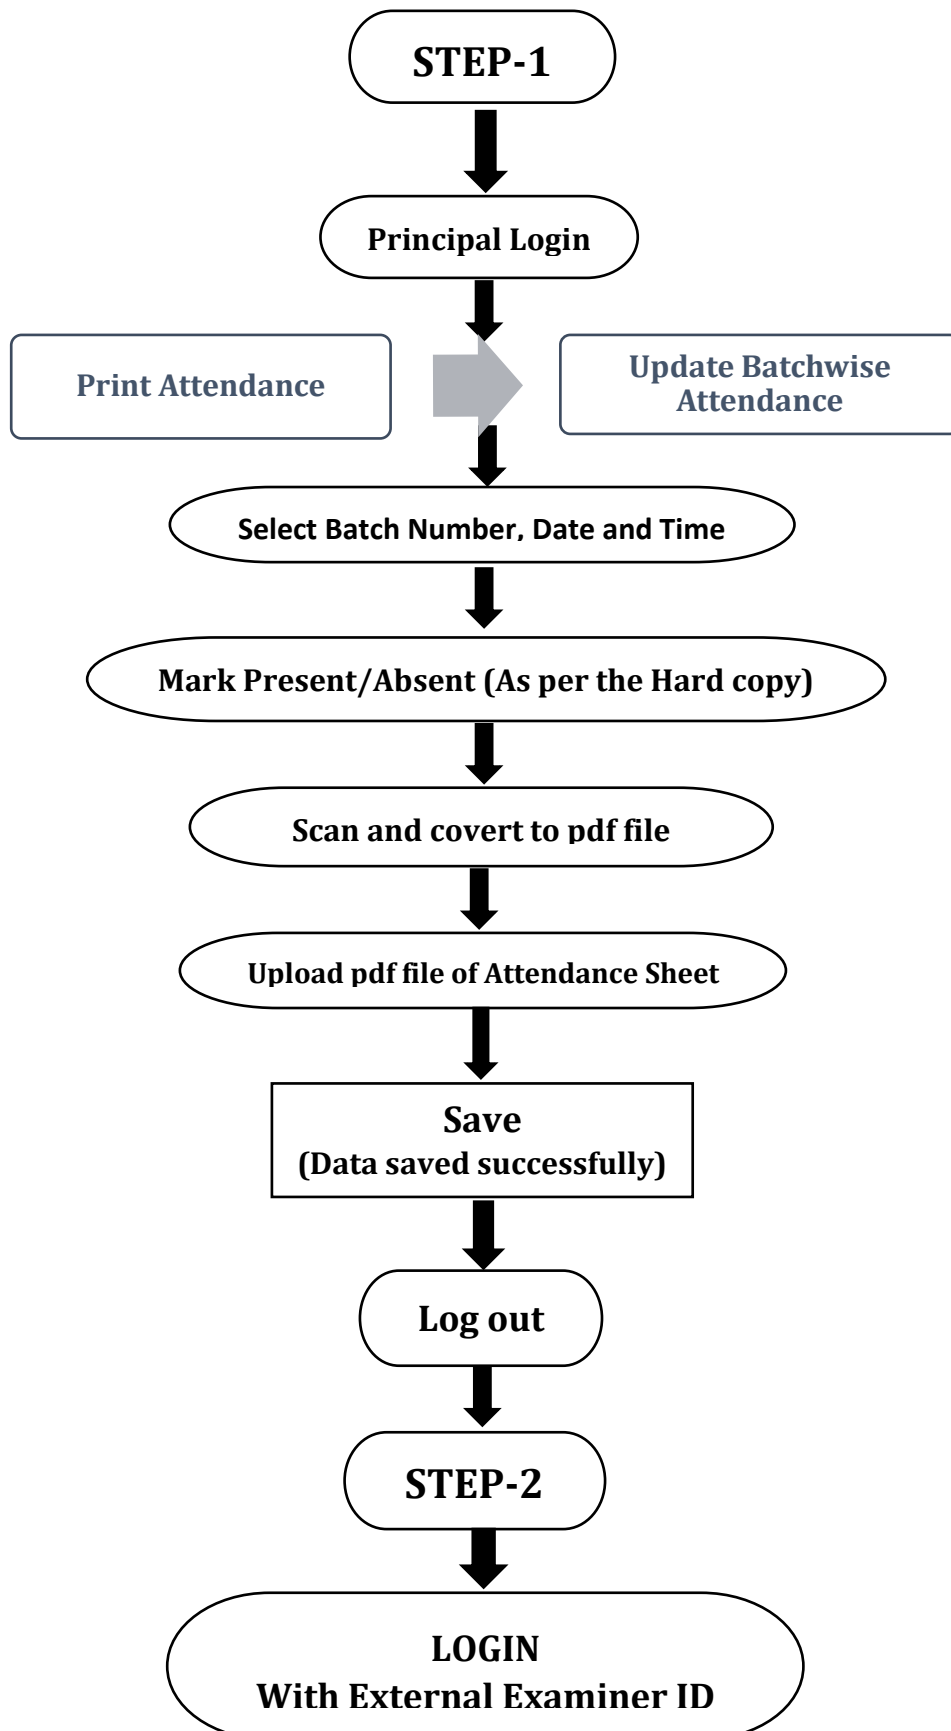 STEP-1
Principal Login
Print Attendance
Update Batchwise
Attendance
Select Batch Number, Date and Time
Mark Present/Absent (As per the Hard copy)
Scan and covert to pdf file
Upload pdf file of Attendance Sheet
Save
(Data saved successfully)
Log out
STEP-2
LOGIN
With External Examiner ID